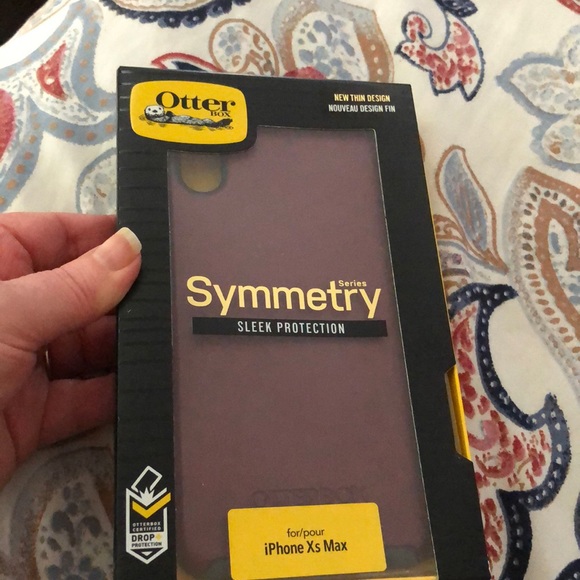 Otter
BOX
NEW THIN DESIGN
NOUVEAU DESIGN FIN
Symmetry
Series
SLEEK PROTECTION
OTTERBOX
OTTERBOX
CERTIFIED
DROP+
PROTECTION
for/pour
iPhone Xs Max